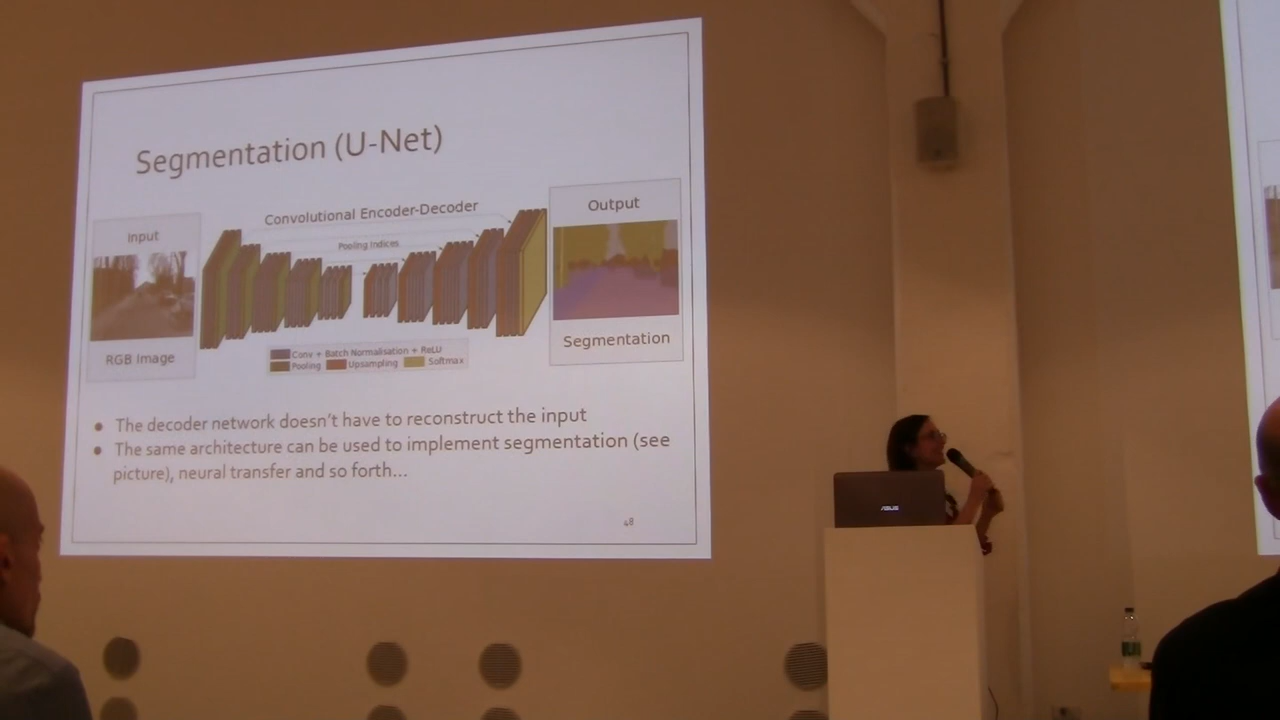 Segmentation (U-Net)
Convolutional Encoder-Decoder
Output
Input
Pooling Indices
RGB Image
Segmentation
Conv + Batch Normalisation + ReLU
Pooling Upsampling Softmax
● The decoder network doesn't have to reconstruct the input
● The same architecture can be used to implement segmentation (see
picture), neural transfer and so forth...
48
ASUS